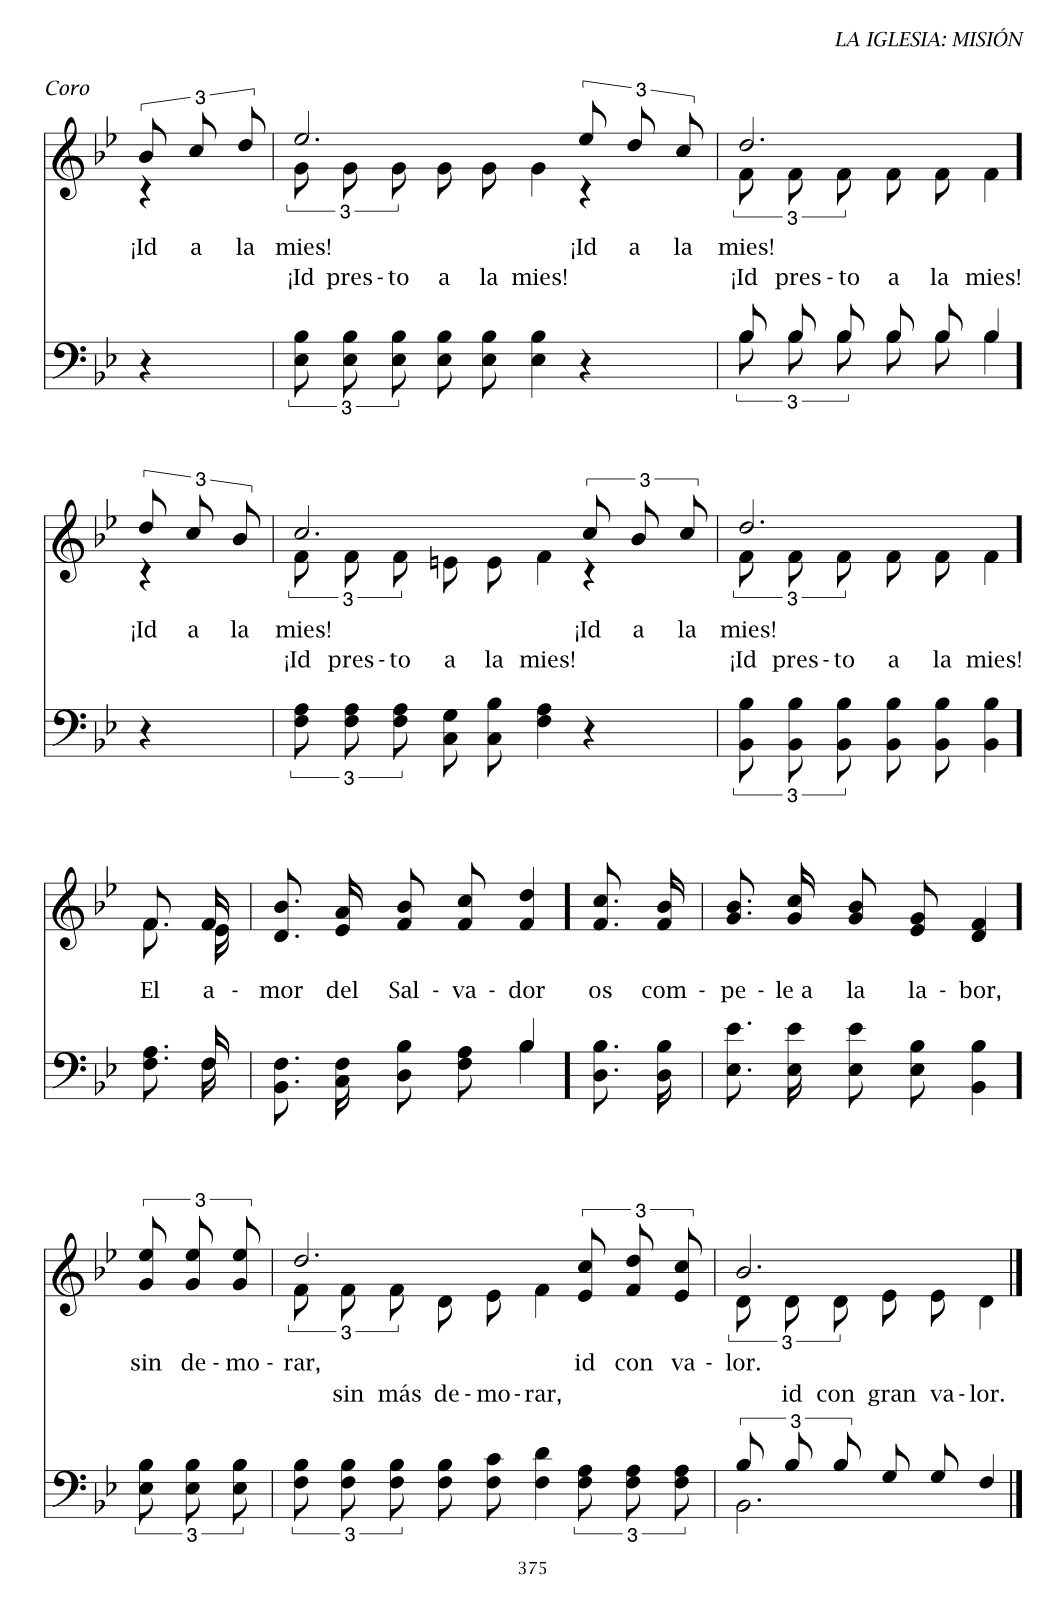 LA IGLESIA: MISIÓN
Coro
3 3
3 3
¡Id a la mies! ¡Id a la mies!
¡Id pres - to a la mies! ¡Id pres - to a la mies!
3 3
3 3
3 3
¡Id a la mies! ¡Id a la mies!
¡Id pres - to a la mies! ¡Id pres - to a la mies!
3 3
El a - mor del Sal - va - dor os com - pe - le a la la - bor,
3 3
3 3
sin de - mo - rar, id con va - lor.
sin más de - mo - rar, id con gran va - lor.
3
3 3 3
375